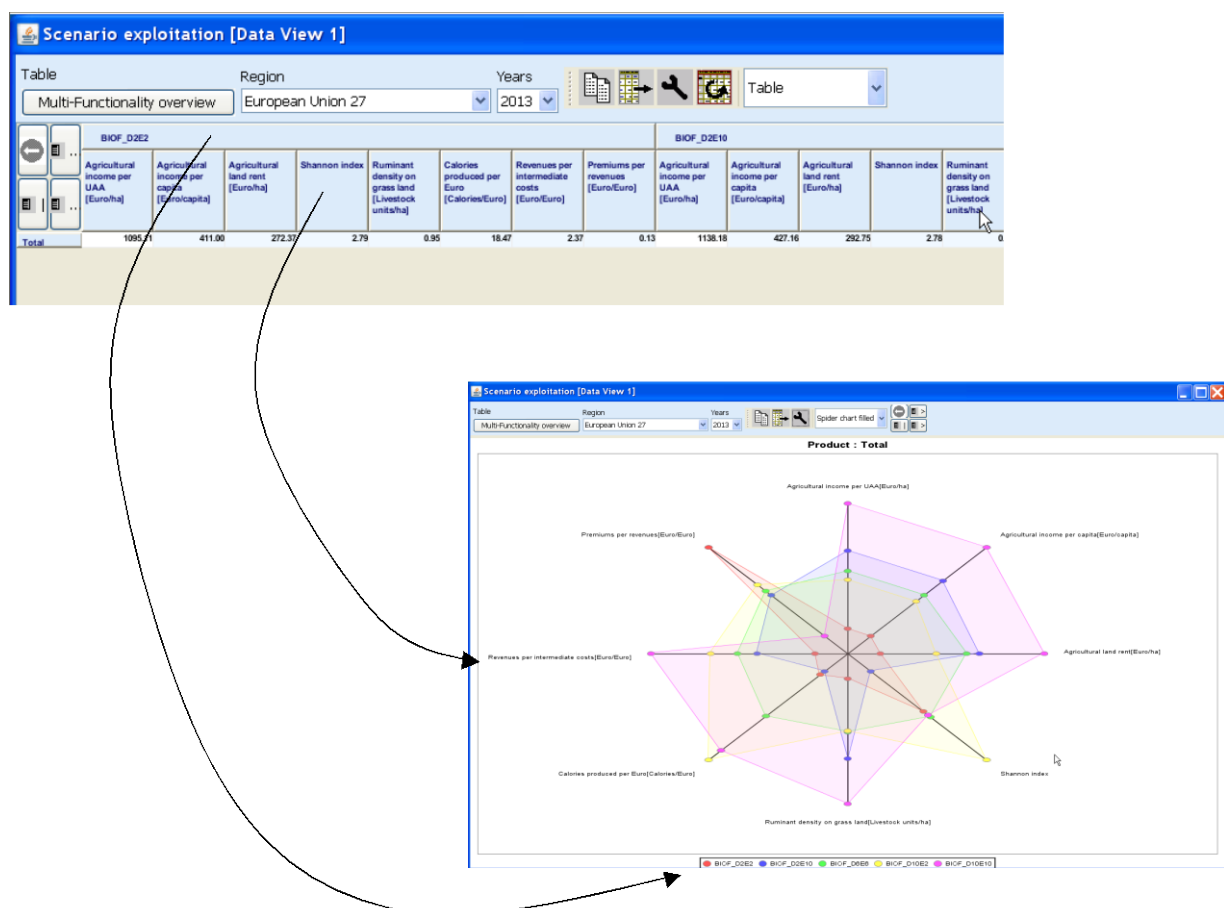 Scenario exploitation [Data View 1]
Table Region Years
Multi-Functionality overview European Union 27 2013 Table
BIOF_D2E2 BIOF_D2E10
Agricultural income per UAA [Euro/ha] Agricultural income per capita [Euro/capita] Agricultural land rent [Euro/ha] Shannon index Ruminant density on grass land [Livestock units/ha] Calories produced per Euro [Calories/Euro] Revenues per intermediate costs [Euro/Euro] Premiums per revenues [Euro/Euro] Agricultural income per UAA [Euro/ha] Agricultural income per capita [Euro/capita] Agricultural land rent [Euro/ha] Shannon index Ruminant density on grass land [Livestock units/ha]
Total 411.00 272.37 2.79 0.95 18.47 2.37 0.13 1138.18 427.16 292.75 2.78
Scenario exploitation [Data View 1]
Table Region Years
Multi-Functionality overview European Union 27 2013 Spider chart filled
Product : Total
Agricultural income per UAA[Euro/ha]
Premiums per revenues[Euro/Euro] Agricultural income per capita[Euro/capita]
Revenues per intermediate costs[Euro/Euro] Agricultural land rent[Euro/ha]
Calories produced per Euro[Calories/Euro] Shannon index
Ruminant density on grass land[Livestock units/ha]
BIOF_D2E2 BIOF_D2E10 BIOF_D6E6 BIOF_D10E2 BIOF_D10E10